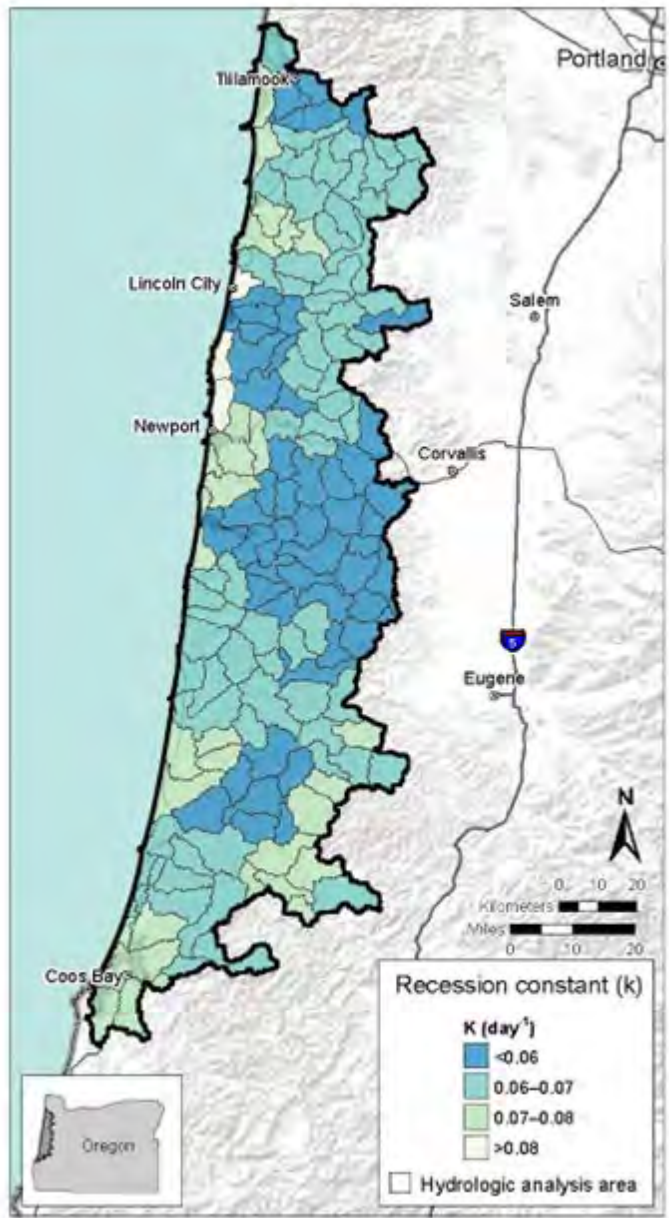 Portland
Tillamook
Lincoln City
Salem
Newport
Corvallis
5
Eugene
N
0 10 20
Kilometers
Miles
0 10 20
Coos Bay
Recession constant (k)
K (day⁻¹)
<0.06
0.06–0.07
0.07–0.08
>0.08
Hydrologic analysis area
Oregon